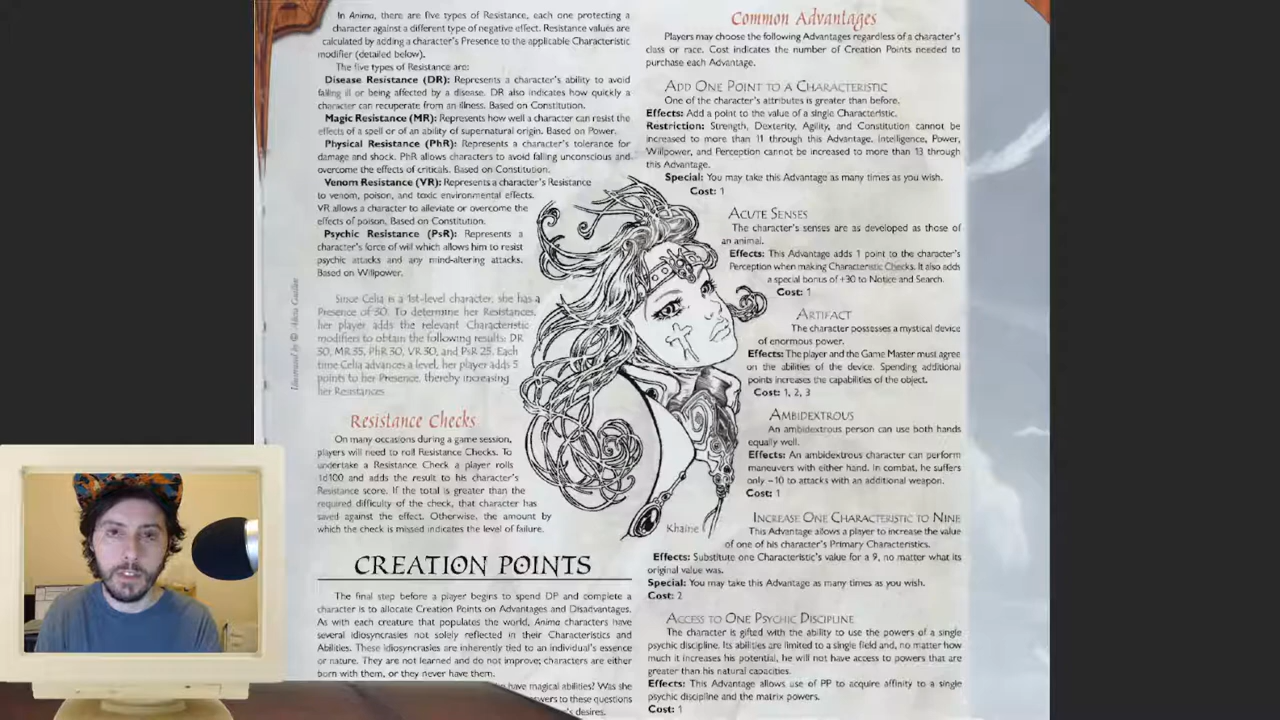 In Anima, there are five types of Resistance, each one protecting a
character against a different type of negative effect. Resistance values are
calculated by adding a character's Presence to the applicable Characteristic
modifier (detailed below).
The five types of Resistance are:
Disease Resistance (DR): Represents a character's ability to avoid
falling ill or being affected by a disease. DR also indicates how quickly a
character can recuperate from an illness. Based on Constitution.
Magic Resistance (MR): Represents how well a character can resist the
effects of a spell or of an ability of supernatural origin. Based on Power.
Physical Resistance (PhR): Represents a character's tolerance for
damage and shock. PhR allows characters to avoid falling unconscious and
overcome the effects of criticals. Based on Constitution.
Venom Resistance (VR): Represents a character's Resistance
to venom, poison, and toxic environmental effects.
VR allows a character to alleviate or overcome the
effects of poison. Based on Constitution.
Psychic Resistance (PsR): Represents a
character's force of will which allows him to resist
psychic attacks and any mind-altering attacks.
Based on Willpower.
Since Celia is a 1st-level character, she has a
Presence of 30. To determine her Resistances,
her player adds the relevant Characteristic
modifiers to obtain the following results: DR
30, MR 35, PhR 30, VR 30, and PsR 25. Each
time Celia advances a level, her player adds 5
points to her Presence, thereby increasing
her Resistances.
Illustrated by ©
Resistance Checks
On many occasions during a game session,
players will need to roll Resistance Checks. To
undertake a Resistance Check a player rolls
1d100 and adds the result to his character's
Resistance score. If the total is greater than the
required difficulty of the check, that character has
saved against the effect. Otherwise, the amount by
which the check is missed indicates the level of failure.
Khaine
CREATION POINTS
The final step before a player begins to spend DP and complete a
character is to allocate Creation Points on Advantages and Disadvantages.
As with each creature that populates the world, Anima characters have
several idiosyncrasies not solely reflected in their Characteristics and
Abilities. These idiosyncrasies are inherently tied to an individual's essence
or nature. They are not learned and do not improve; characters are either
born with them, or they never have them.
have magical abilities? Was she
answers to these questions
's desires.
Common Advantages
Players may choose the following Advantages regardless of a character's
class or race. Cost indicates the number of Creation Points needed to
purchase each Advantage.
ADD ONE POINT TO A CHARACTERISTIC
One of the character's attributes is greater than before.
Effects: Add a point to the value of a single Characteristic.
Restriction: Strength, Dexterity, Agility, and Constitution cannot be
increased to more than 11 through this Advantage. Intelligence, Power,
Willpower, and Perception cannot be increased to more than 13 through
this Advantage.
Special: You may take this Advantage as many times as you wish.
Cost: 1
ACUTE SENSES
The character's senses are as developed as those of
an animal.
Effects: This Advantage adds 1 point to the character's
Perception when making Characteristic Checks. It also adds
a special bonus of +30 to Notice and Search.
Cost: 1
ARTIFACT
The character possesses a mystical device
of enormous power.
Effects: The player and the Game Master must agree
on the abilities of the device. Spending additional
points increases the capabilities of the object.
Cost: 1, 2, 3
AMBIDEXTROUS
An ambidextrous person can use both hands
equally well.
Effects: An ambidextrous character can perform
maneuvers with either hand. In combat, he suffers
only –10 to attacks with an additional weapon.
Cost: 1
INCREASE ONE CHARACTERISTIC TO NINE
This Advantage allows a player to increase the value
of one of his character's Primary Characteristics.
Effects: Substitute one Characteristic's value for a 9, no matter what its
original value was.
Special: You may take this Advantage as many times as you wish.
Cost: 2
ACCESS TO ONE PSYCHIC DISCIPLINE
The character is gifted with the ability to use the powers of a single
psychic discipline. Its abilities are limited to a single field and, no matter how
much it increases his potential, he will not have access to powers that are
greater than his natural capacities.
Effects: This Advantage allows use of PP to acquire affinity to a single
psychic discipline and the matrix powers.
Cost: 1